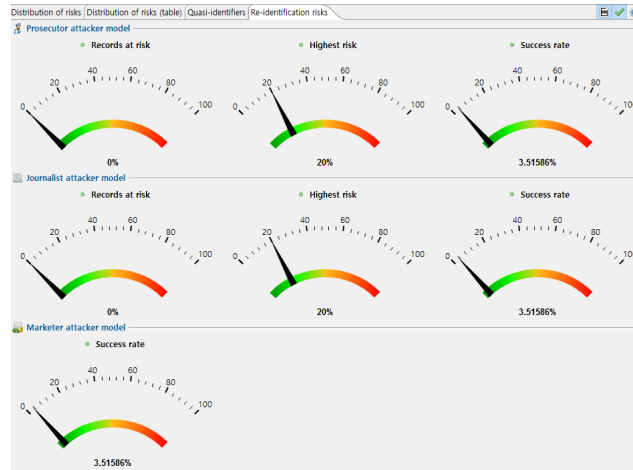 Distribution of risks Distribution of risks (table) Quasi-identifiers Re-identification risks
Prosecutor attacker model
Records at risk Highest risk Success rate
0 20 40 60 80 100 0 20 40 60 80 100 0 20 40 60 80 100
0% 20% 3.51586%
Journalist attacker model
Records at risk Highest risk Success rate
0 20 40 60 80 100 0 20 40 60 80 100 0 20 40 60 80 100
0% 20% 3.51586%
Marketer attacker model
Success rate
0 20 40 60 80 100
3.51586%